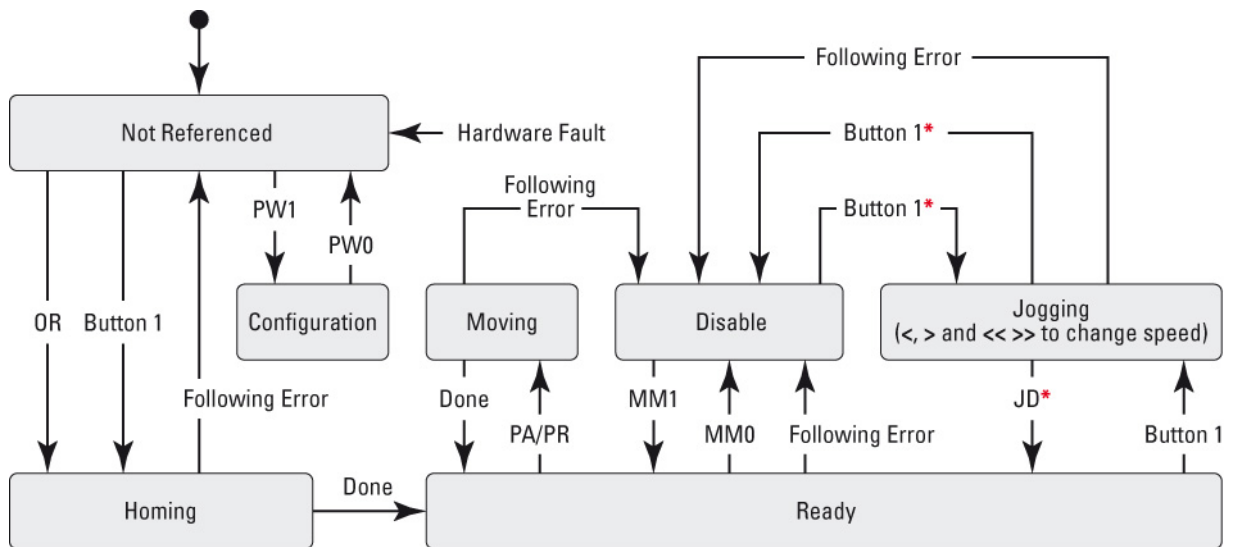 Following Error
Not Referenced
Hardware Fault
Button 1*
Following
Error
PW1
Button 1*
PW0
OR
Button 1
Configuration
Moving
Disable
Jogging
(<, > and << >> to change speed)
Following Error
Done
PA/PR
MM1
MM0
Following Error
JD*
Button 1
Homing
Done
Ready